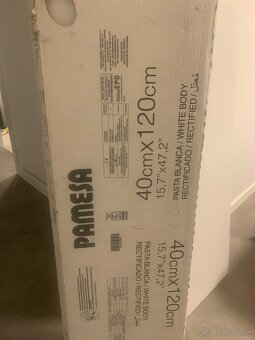 PAMESA
EPD
40cmX120cm
15,7"x47,2"
PASTA BLANCA / WHITE BODY
RECTIFICADO / RECTIFIED /
40cmX120cm
15,7"x47,2"
PASTA BLANCA / WHITE BODY
RECTIFICADO / RECTIFIED /